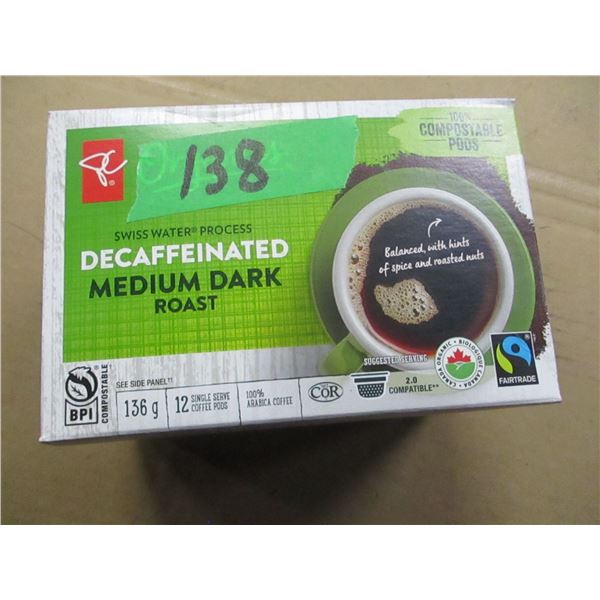 PC®
138
SWISS WATER® PROCESS
DECAFFEINATED
MEDIUM DARK
ROAST
100%
COMPOSTABLE
PODS
Balanced, with hints
of spice and roasted nuts
SUGGESTED SERVING
CANADA ORGANIC • BIOLOGIQUE CANADA
FAIRTRADE
BPI
COMPOSTABLE
SEE SIDE PANEL††
136 g
12 SINGLE SERVE
COFFEE PODS
100%
ARABICA COFFEE
COR
2.0
COMPATIBLE**